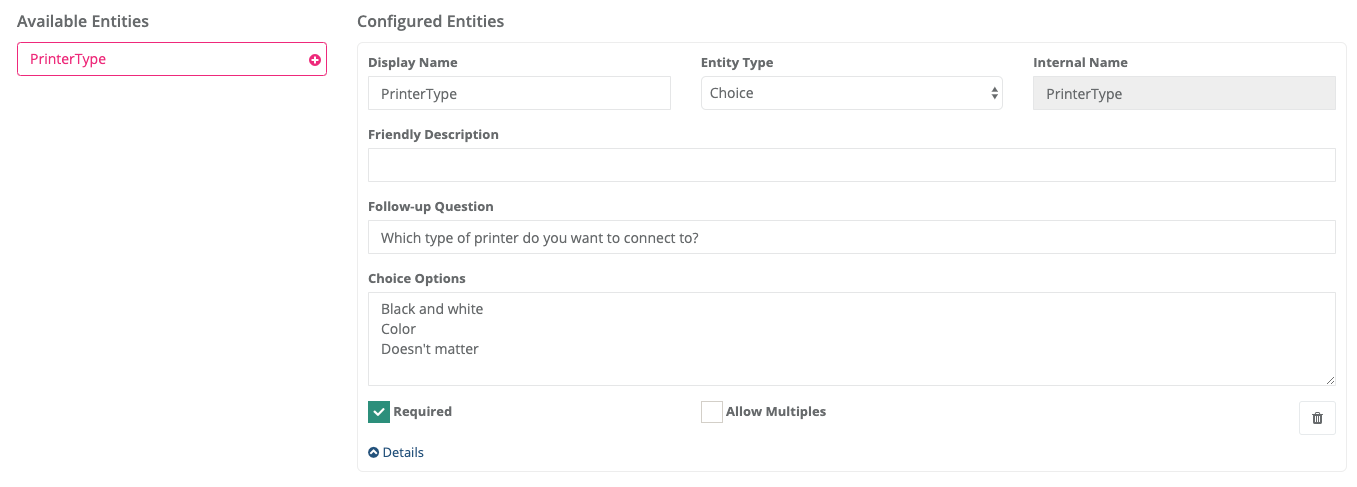 Available Entities
Configured Entities
PrinterType
Display Name
Entity Type
Internal Name
PrinterType
Choice
PrinterType
Friendly Description
Follow-up Question
Which type of printer do you want to connect to?
Choice Options
Black and white
Color
Doesn't matter
Required
Allow Multiples
Details